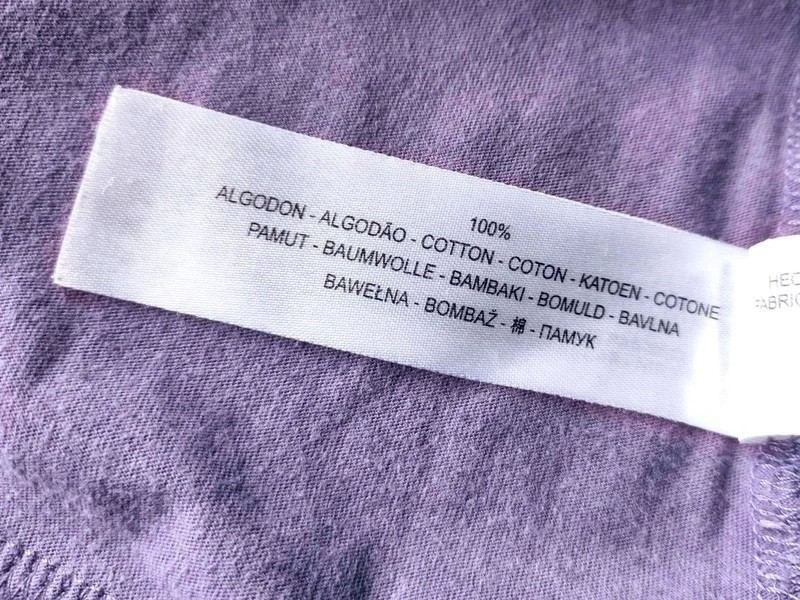 100%
ALGODON - ALGODÃO - COTTON - COTON - KATOEN - COTONE
PAMUT - BAUMWOLLE - BAMBAKI - BOMULD - BAVLNA
BAWEŁNA - BOMBAŽ - 棉 - ПАМУК